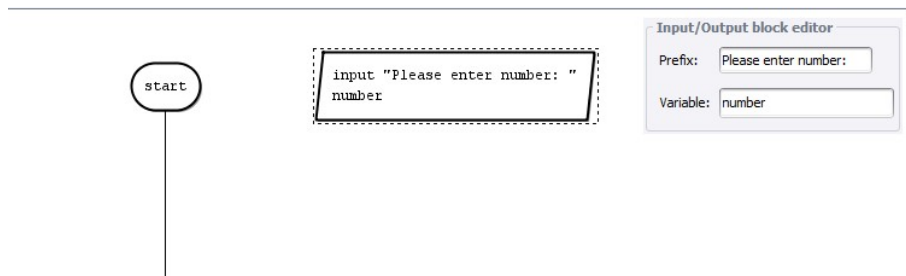 start
input "Please enter number: "
number
Input/Output block editor
Prefix: Please enter number:
Variable: number